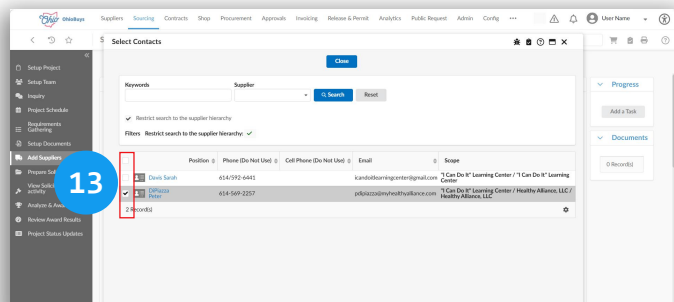 Ohio OhioBuys Suppliers Sourcing Contracts Shop Procurement Approvals Invoicing Release & Permit Analytics Public Request Admin Config ••• User Name
Select Contacts
Close
Setup Project
Setup Team
Inquiry
Project Schedule
Requirements
Gathering
Setup Documents
Add Suppliers
Prepare
View
activity
Analyze &
Review Award Results
Project Status Updates
13
Keywords Supplier
Search Reset
Restrict search to the supplier hierarchy
Filters Restrict search to the supplier hierarchy:
Position Phone (Do Not Use) Cell Phone (Do Not Use) Email Scope
Davis Sarah 614/592-6441 icandoitlearningcenter@gmail.com "I Can Do It" Learning Center / "I Can Do It" Learning
Center
DiPiazza
Peter 614-569-2257 pdipiazza@myhealthyalliance.com "I Can Do It" Learning Center / Healthy Alliance, LLC /
Healthy Alliance, LLC
2 Record(s)
Progress
Add a Task
Documents
0 Record(s)